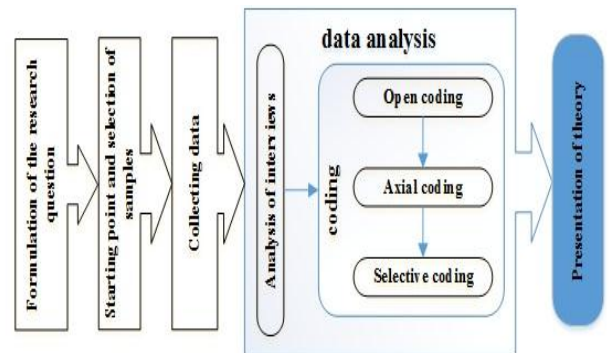 Formulation of the research
question
Starting point and selection of
samples
Collecting data
data analysis
Analysis of interviews
coding
Open coding
Axial coding
Selective coding
Presentation of theory